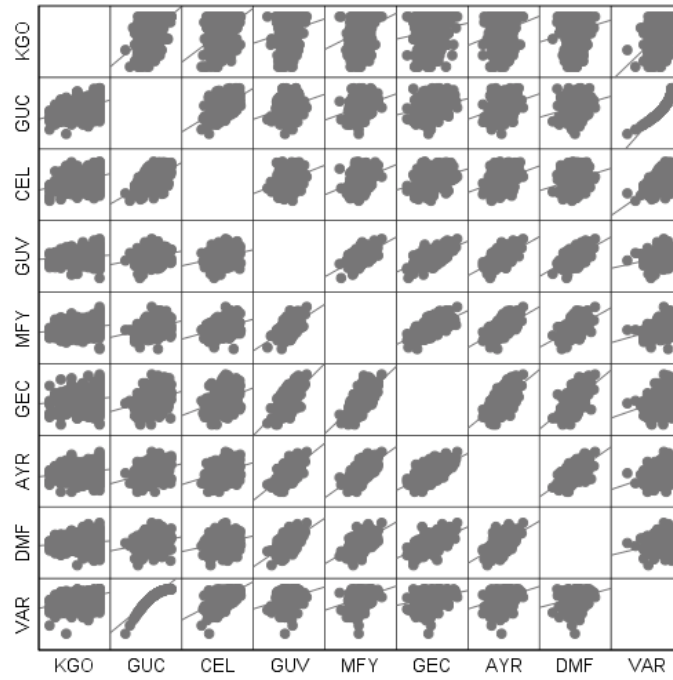 KGO
GUC
CEL
GUV
MFY
GEC
AYR
DMF
VAR
KGO GUC CEL GUV MFY GEC AYR DMF VAR